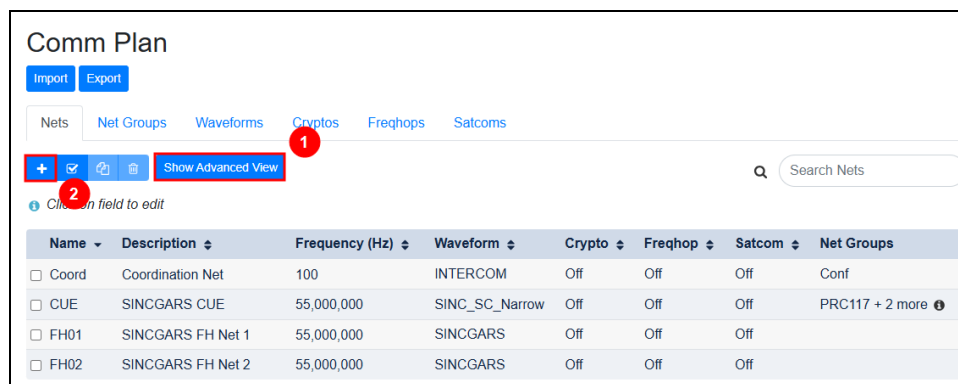 Comm Plan
Import Export
Nets Net Groups Waveforms Cryptos Freqhops Satcoms
1
+ Show Advanced View Search Nets
2
Click on field to edit
Name Description Frequency (Hz) Waveform Crypto Freqhop Satcom Net Groups
Coord Coordination Net 100 INTERCOM Off Off Off Conf
CUE SINCGARS CUE 55,000,000 SINC_SC_Narrow Off Off Off PRC117 + 2 more
FH01 SINCGARS FH Net 1 55,000,000 SINCGARS Off Off Off
FH02 SINCGARS FH Net 2 55,000,000 SINCGARS Off Off Off